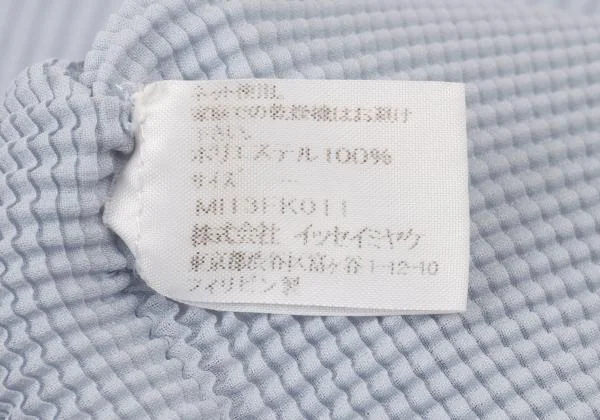 ネット使用。
家庭での乾燥機はお避け
下さい。
ポリエステル100%
サイズ
MI13FK011
株式会社 イッセイミヤケ
東京都渋谷区富ヶ谷1-12-10
フィリピン製